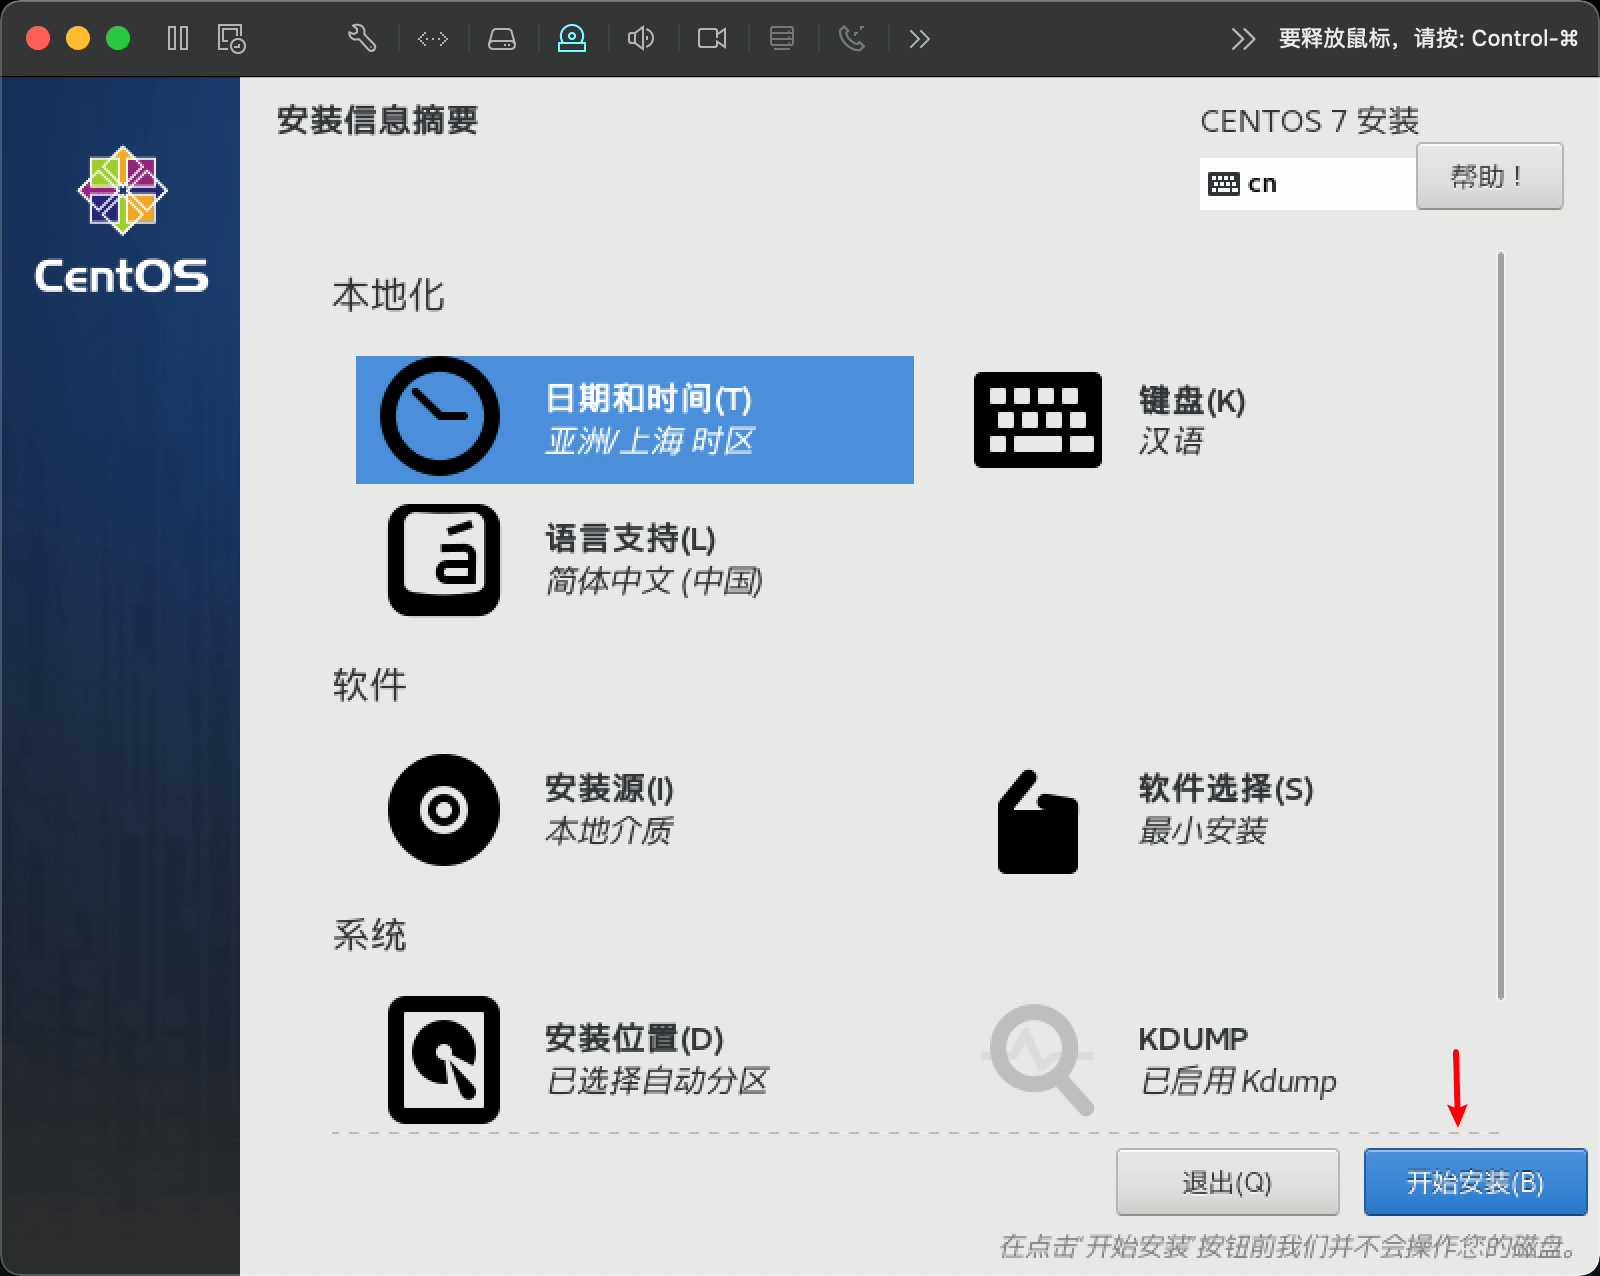 要释放鼠标，请按: Control-⌘
安装信息摘要
CENTOS 7 安装
cn
帮助！
CentOS
本地化
日期和时间(T)
亚洲/上海 时区
键盘(K)
汉语
á
语言支持(L)
简体中文 (中国)
软件
安装源(I)
本地介质
软件选择(S)
最小安装
系统
安装位置(D)
已选择自动分区
KDUMP
已启用 Kdump
退出(Q)
开始安装(B)
在点击“开始安装”按钮前我们并不会操作您的磁盘。